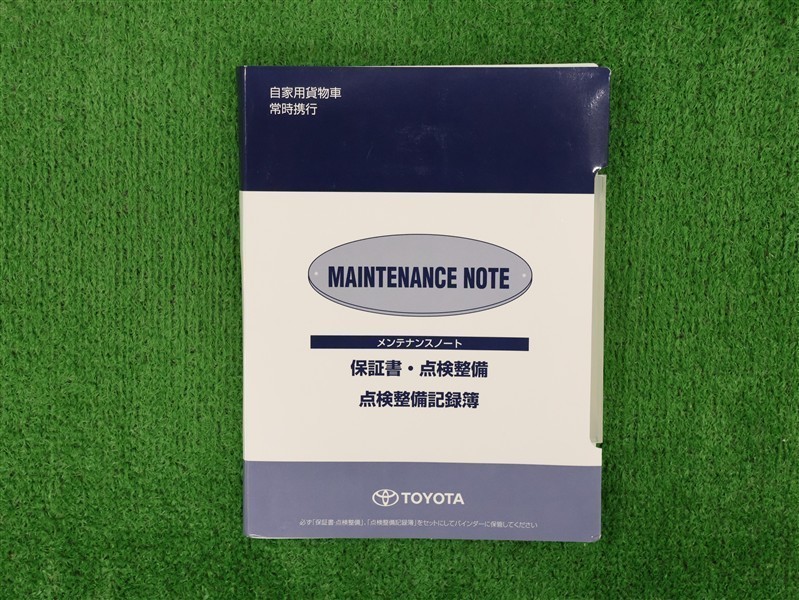 自家用貨物車
常時携行
MAINTENANCE NOTE
メンテナンスノート
保証書・点検整備
点検整備記録簿
TOYOTA
必ず「保証書 点検整備」、「点検整備記録簿」をセットにしてバインダーに保管してください